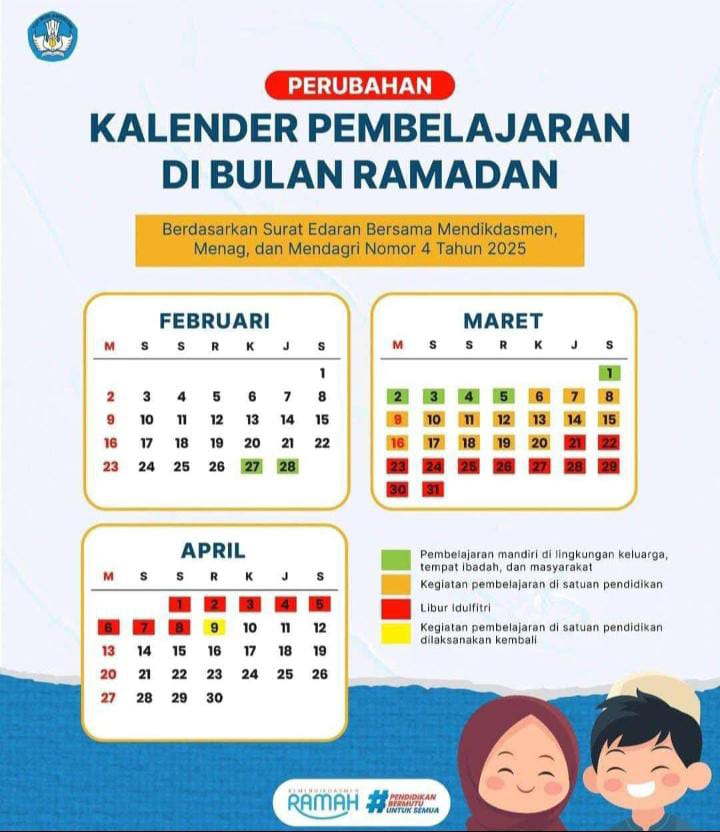 PERUBAHAN
KALENDER PEMBELAJARAN
DI BULAN RAMADAN
Berdasarkan Surat Edaran Bersama Mendikdasmen,
Menag, dan Mendagri Nomor 4 Tahun 2025
FEBRUARI
M S S R K J S
1
2 3 4 5 6 7 8
9 10 11 12 13 14 15
16 17 18 19 20 21 22
23 24 25 26 27 28
MARET
M S S R K J S
1
2 3 4 5 6 7 8
9 10 11 12 13 14 15
16 17 18 19 20 21 22
23 24 25 26 27 28 29
30 31
APRIL
M S S R K J S
1 2 3 4 5
6 7 8 9 10 11 12
13 14 15 16 17 18 19
20 21 22 23 24 25 26
27 28 29 30
Pembelajaran mandiri di lingkungan keluarga,
tempat ibadah, dan masyarakat
Kegiatan pembelajaran di satuan pendidikan
Libur Idulfitri
Kegiatan pembelajaran di satuan pendidikan
dilaksanakan kembali
KEMENDIKDASMEN
RAMAH
#PENDIDIKAN
BERMUTU
UNTUK SEMUA